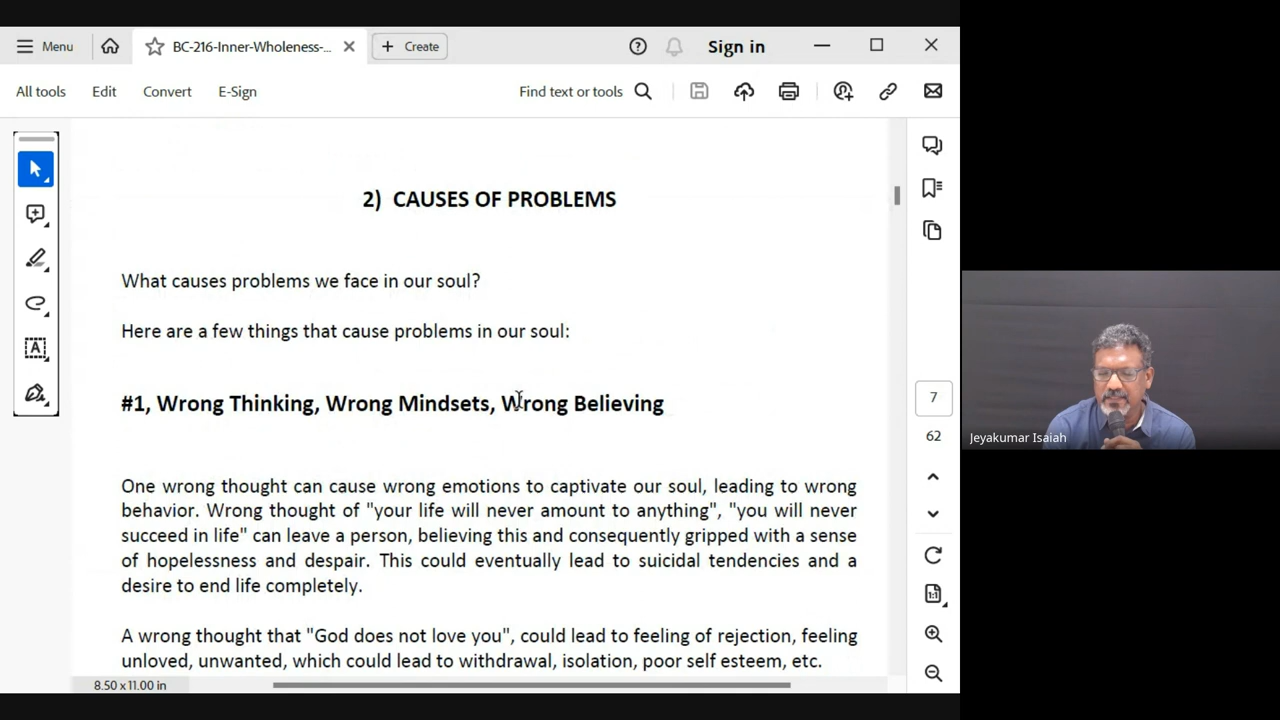 Menu
BC-216-Inner-Wholeness-...
Create
Sign in
All tools
Edit
Convert
E-Sign
Find text or tools
2) CAUSES OF PROBLEMS
What causes problems we face in our soul?
Here are a few things that cause problems in our soul:
#1, Wrong Thinking, Wrong Mindsets, Wrong Believing
One wrong thought can cause wrong emotions to captivate our soul, leading to wrong
behavior. Wrong thought of "your life will never amount to anything", "you will never
succeed in life" can leave a person, believing this and consequently gripped with a sense
of hopelessness and despair. This could eventually lead to suicidal tendencies and a
desire to end life completely.
A wrong thought that "God does not love you", could lead to feeling of rejection, feeling
unloved, unwanted, which could lead to withdrawal, isolation, poor self esteem, etc.
8.50 x 11.00 in
7
62
1:1
Jeyakumar Isaiah